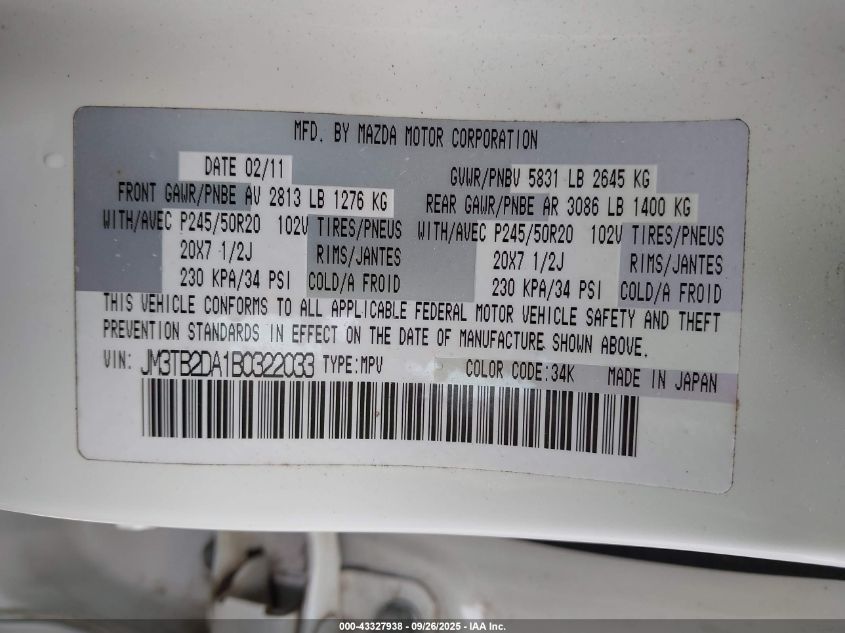 MFD. BY MAZDA MOTOR CORPORATION
DATE 02/11 GVWR/PNBV 5831 LB 2645 KG
FRONT GAWR/PNBE AV 2813 LB 1276 KG REAR GAWR/PNBE AR 3086 LB 1400 KG
WITH/AVEC P245/50R20 102V TIRES/PNEUS WITH/AVEC P245/50R20 102V TIRES/PNEUS
20X7 1/2J RIMS/JANTES 20X7 1/2J RIMS/JANTES
230 KPA/34 PSI COLD/A FROID 230 KPA/34 PSI COLD/A FROID
THIS VEHICLE CONFORMS TO ALL APPLICABLE FEDERAL MOTOR VEHICLE SAFETY AND THEFT
PREVENTION STANDARDS IN EFFECT ON THE DATE OF MANUFACTURE SHOWN ABOVE.
VIN: JM3TB2DA1B0322033 TYPE:MPV COLOR CODE:34K MADE IN JAPAN
000-43327938 - 09/26/2025 - IAA Inc.